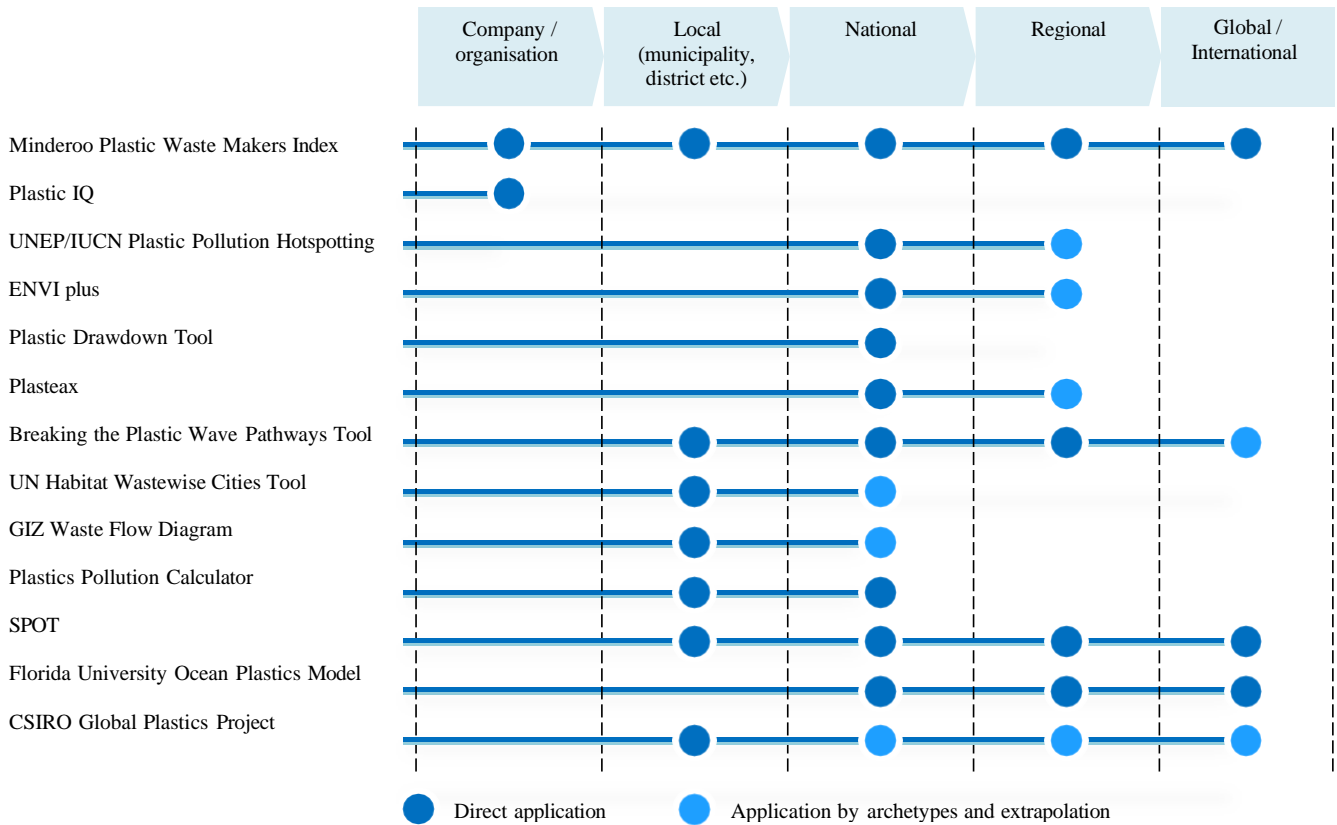 Company /
organisation
Local
(municipality,
district etc.)
National
Regional
Global /
International
Minderoo Plastic Waste Makers Index
Plastic IQ
UNEP/IUCN Plastic Pollution Hotspotting
ENVI plus
Plastic Drawdown Tool
Plasteax
Breaking the Plastic Wave Pathways Tool
UN Habitat Wastewise Cities Tool
GIZ Waste Flow Diagram
Plastics Pollution Calculator
SPOT
Florida University Ocean Plastics Model
CSIRO Global Plastics Project
Direct application
Application by archetypes and extrapolation